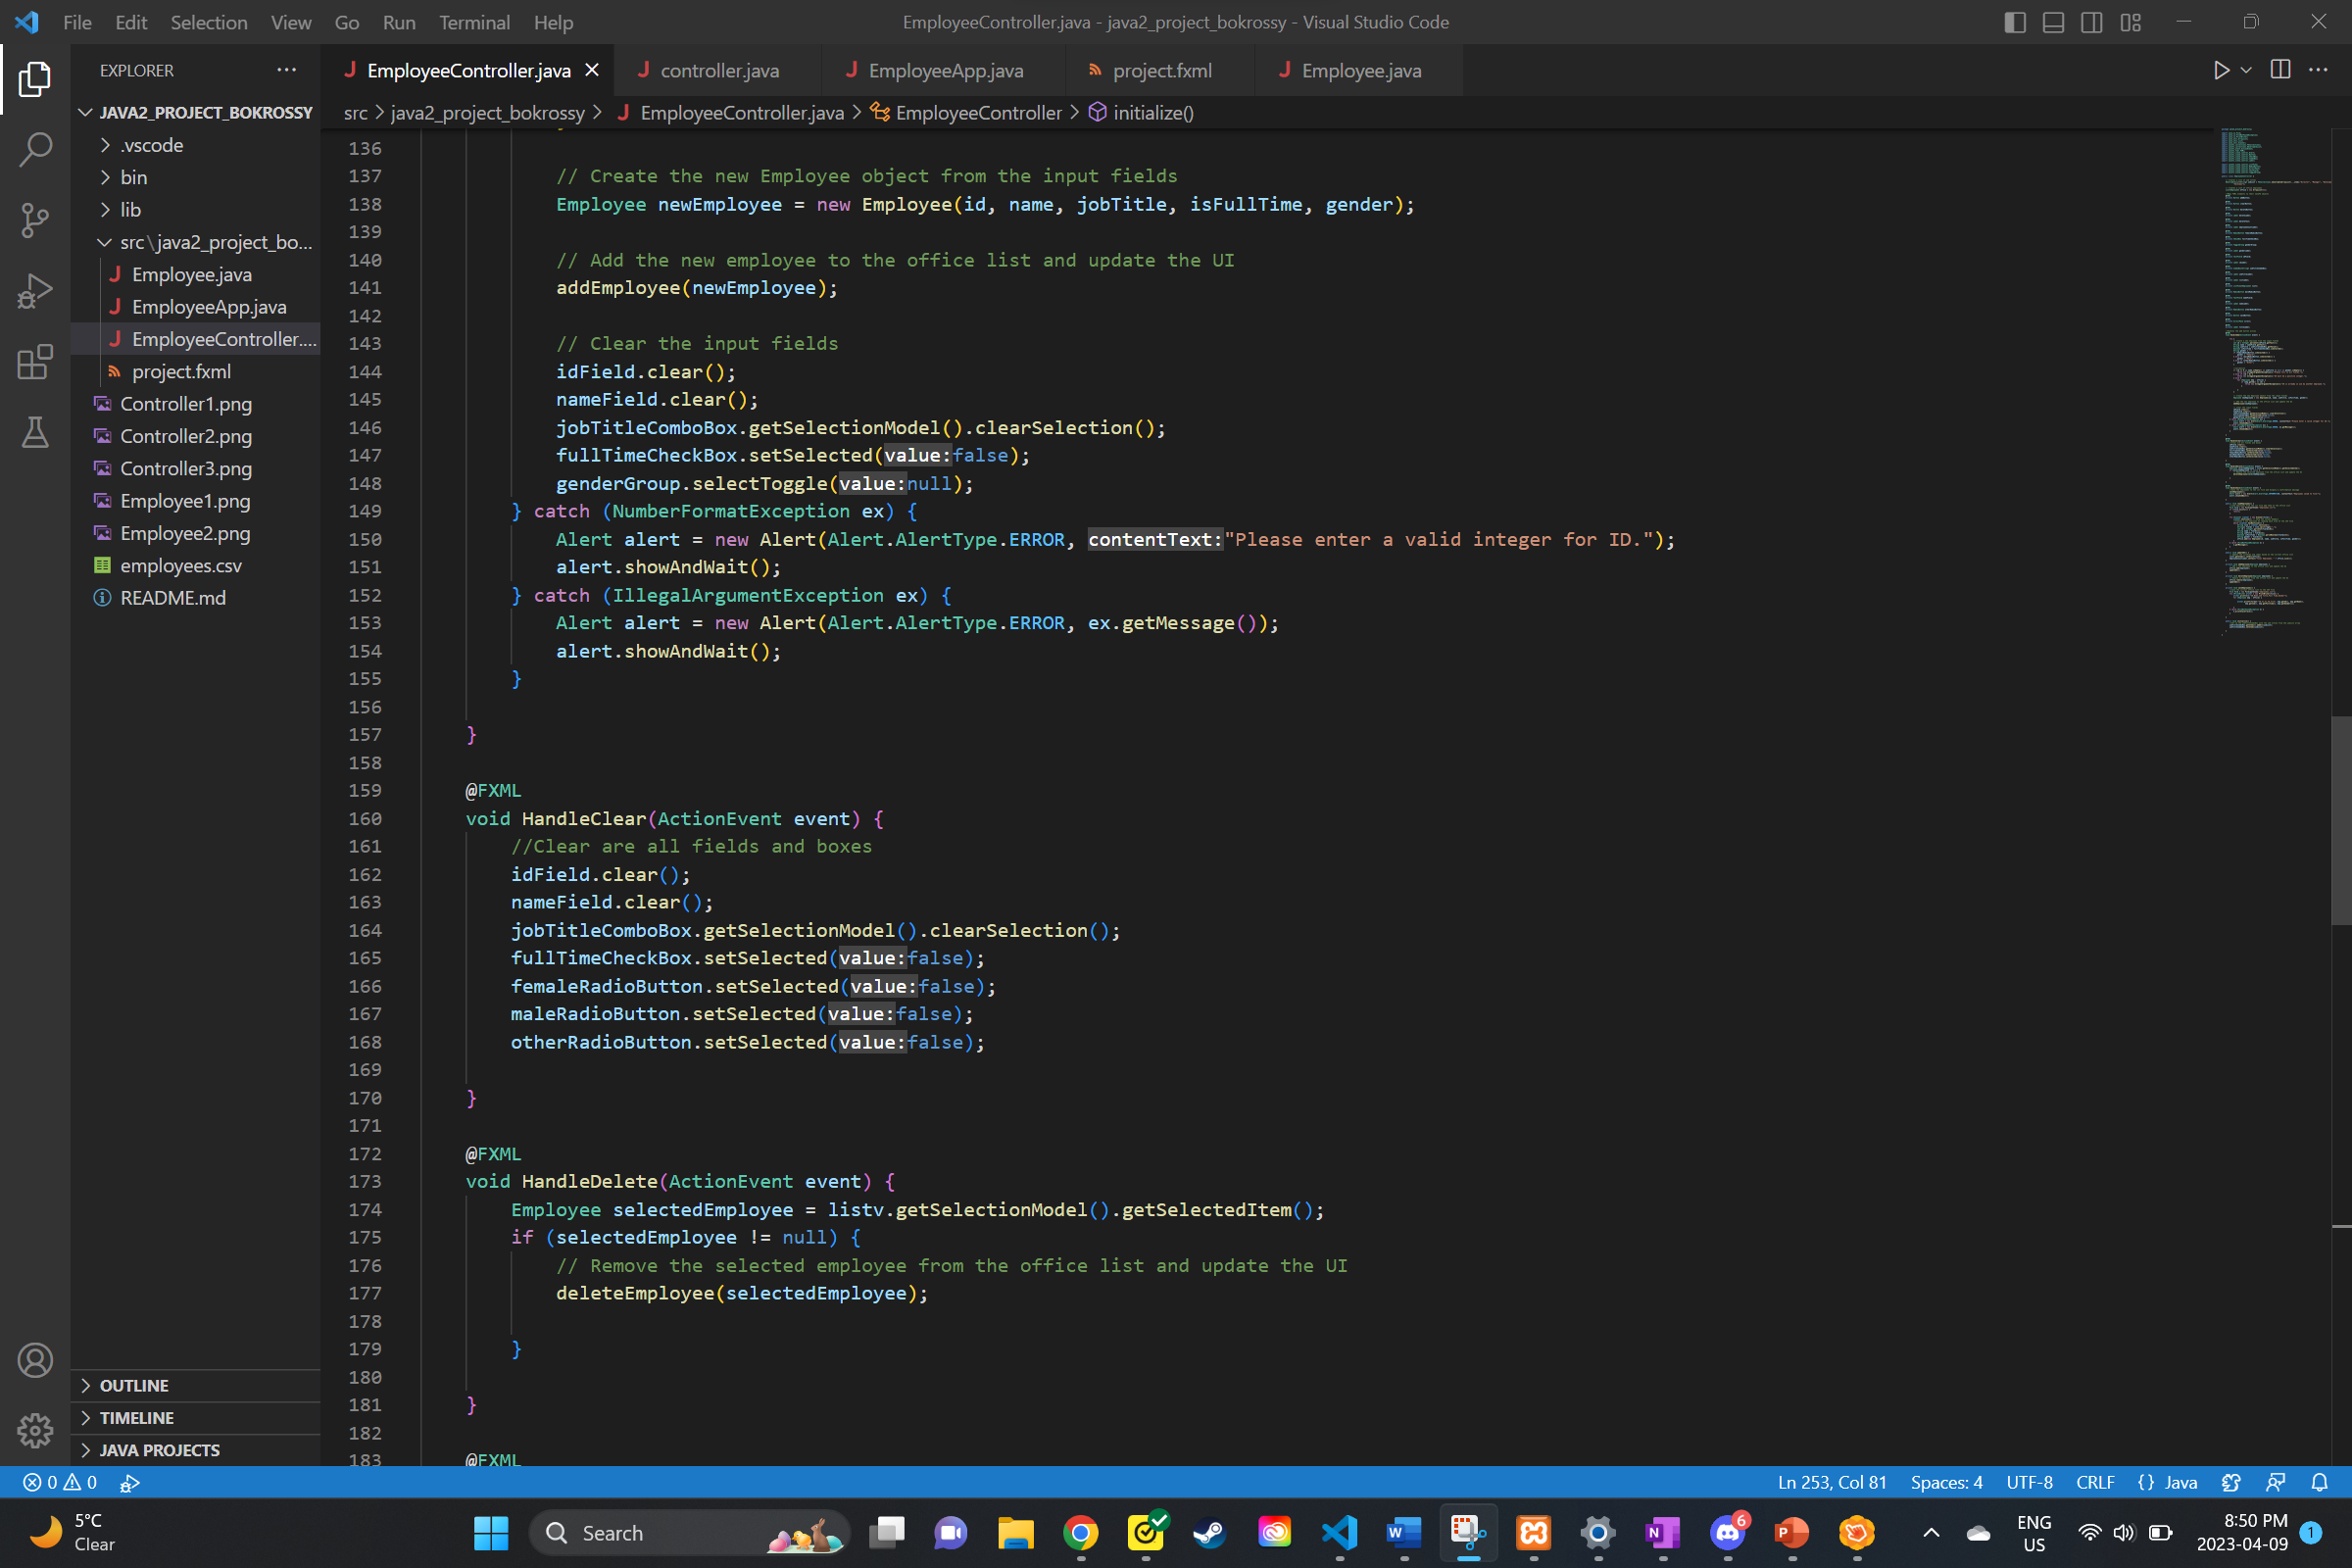 File Edit Selection View Go Run Terminal Help
EmployeeController.java - java2_project_bokrossy - Visual Studio Code
EXPLORER
JAVA2_PROJECT_BOKROSSY
.vscode
bin
lib
src\java2_project_bo...
Employee.java
EmployeeApp.java
EmployeeController....
project.fxml
Controller1.png
Controller2.png
Controller3.png
Employee1.png
Employee2.png
employees.csv
README.md
OUTLINE
TIMELINE
JAVA PROJECTS
EmployeeController.java controller.java EmployeeApp.java project.fxml Employee.java
src > java2_project_bokrossy > EmployeeController.java > EmployeeController > initialize()
136
137 // Create the new Employee object from the input fields
138 Employee newEmployee = new Employee(id, name, jobTitle, isFullTime, gender);
139
140 // Add the new employee to the office list and update the UI
141 addEmployee(newEmployee);
142
143 // Clear the input fields
144 idField.clear();
145 nameField.clear();
146 jobTitleComboBox.getSelectionModel().clearSelection();
147 fullTimeCheckBox.setSelected(value:false);
148 genderGroup.selectToggle(value:null);
149 } catch (NumberFormatException ex) {
150 Alert alert = new Alert(Alert.AlertType.ERROR, contentText:"Please enter a valid integer for ID.");
151 alert.showAndWait();
152 } catch (IllegalArgumentException ex) {
153 Alert alert = new Alert(Alert.AlertType.ERROR, ex.getMessage());
154 alert.showAndWait();
155 }
156
157 }
158
159 @FXML
160 void HandleClear(ActionEvent event) {
161 //Clear are all fields and boxes
162 idField.clear();
163 nameField.clear();
164 jobTitleComboBox.getSelectionModel().clearSelection();
165 fullTimeCheckBox.setSelected(value:false);
166 femaleRadioButton.setSelected(value:false);
167 maleRadioButton.setSelected(value:false);
168 otherRadioButton.setSelected(value:false);
169
170 }
171
172 @FXML
173 void HandleDelete(ActionEvent event) {
174 Employee selectedEmployee = listv.getSelectionModel().getSelectedItem();
175 if (selectedEmployee != null) {
176 // Remove the selected employee from the office list and update the UI
177 deleteEmployee(selectedEmployee);
178
179 }
180
181 }
182
183 @FXML
0 0
Ln 253, Col 81 Spaces: 4 UTF-8 CRLF {} Java
5°C
Clear
Search
6
ENG
US
8:50 PM
2023-04-09
1